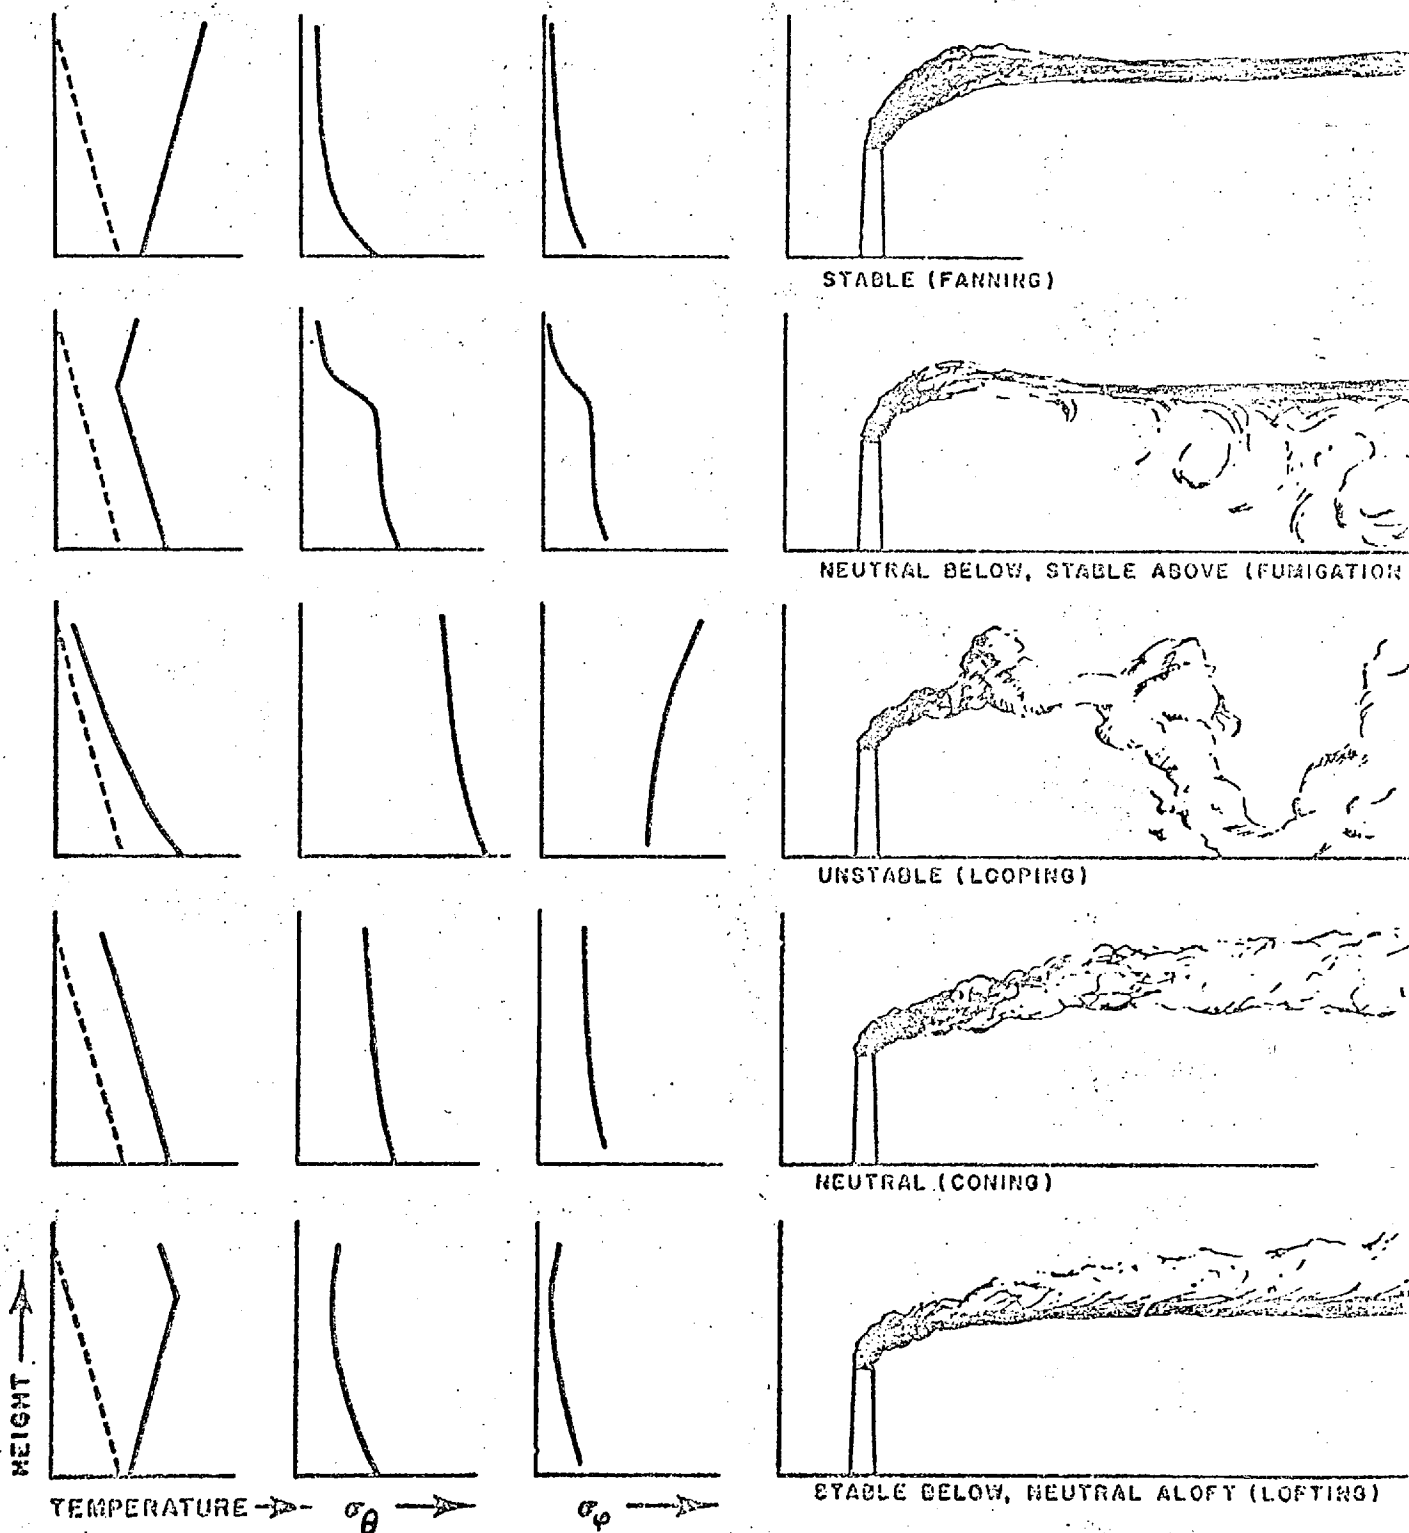 STABLE (FANNING)
NEUTRAL BELOW, STABLE ABOVE (FUMIGATION
UNSTABLE (LOOPING)
NEUTRAL (CONING)
HEIGHT
TEMPERATURE
σθ
σφ
STABLE BELOW, NEUTRAL ALOFT (LOFTING)